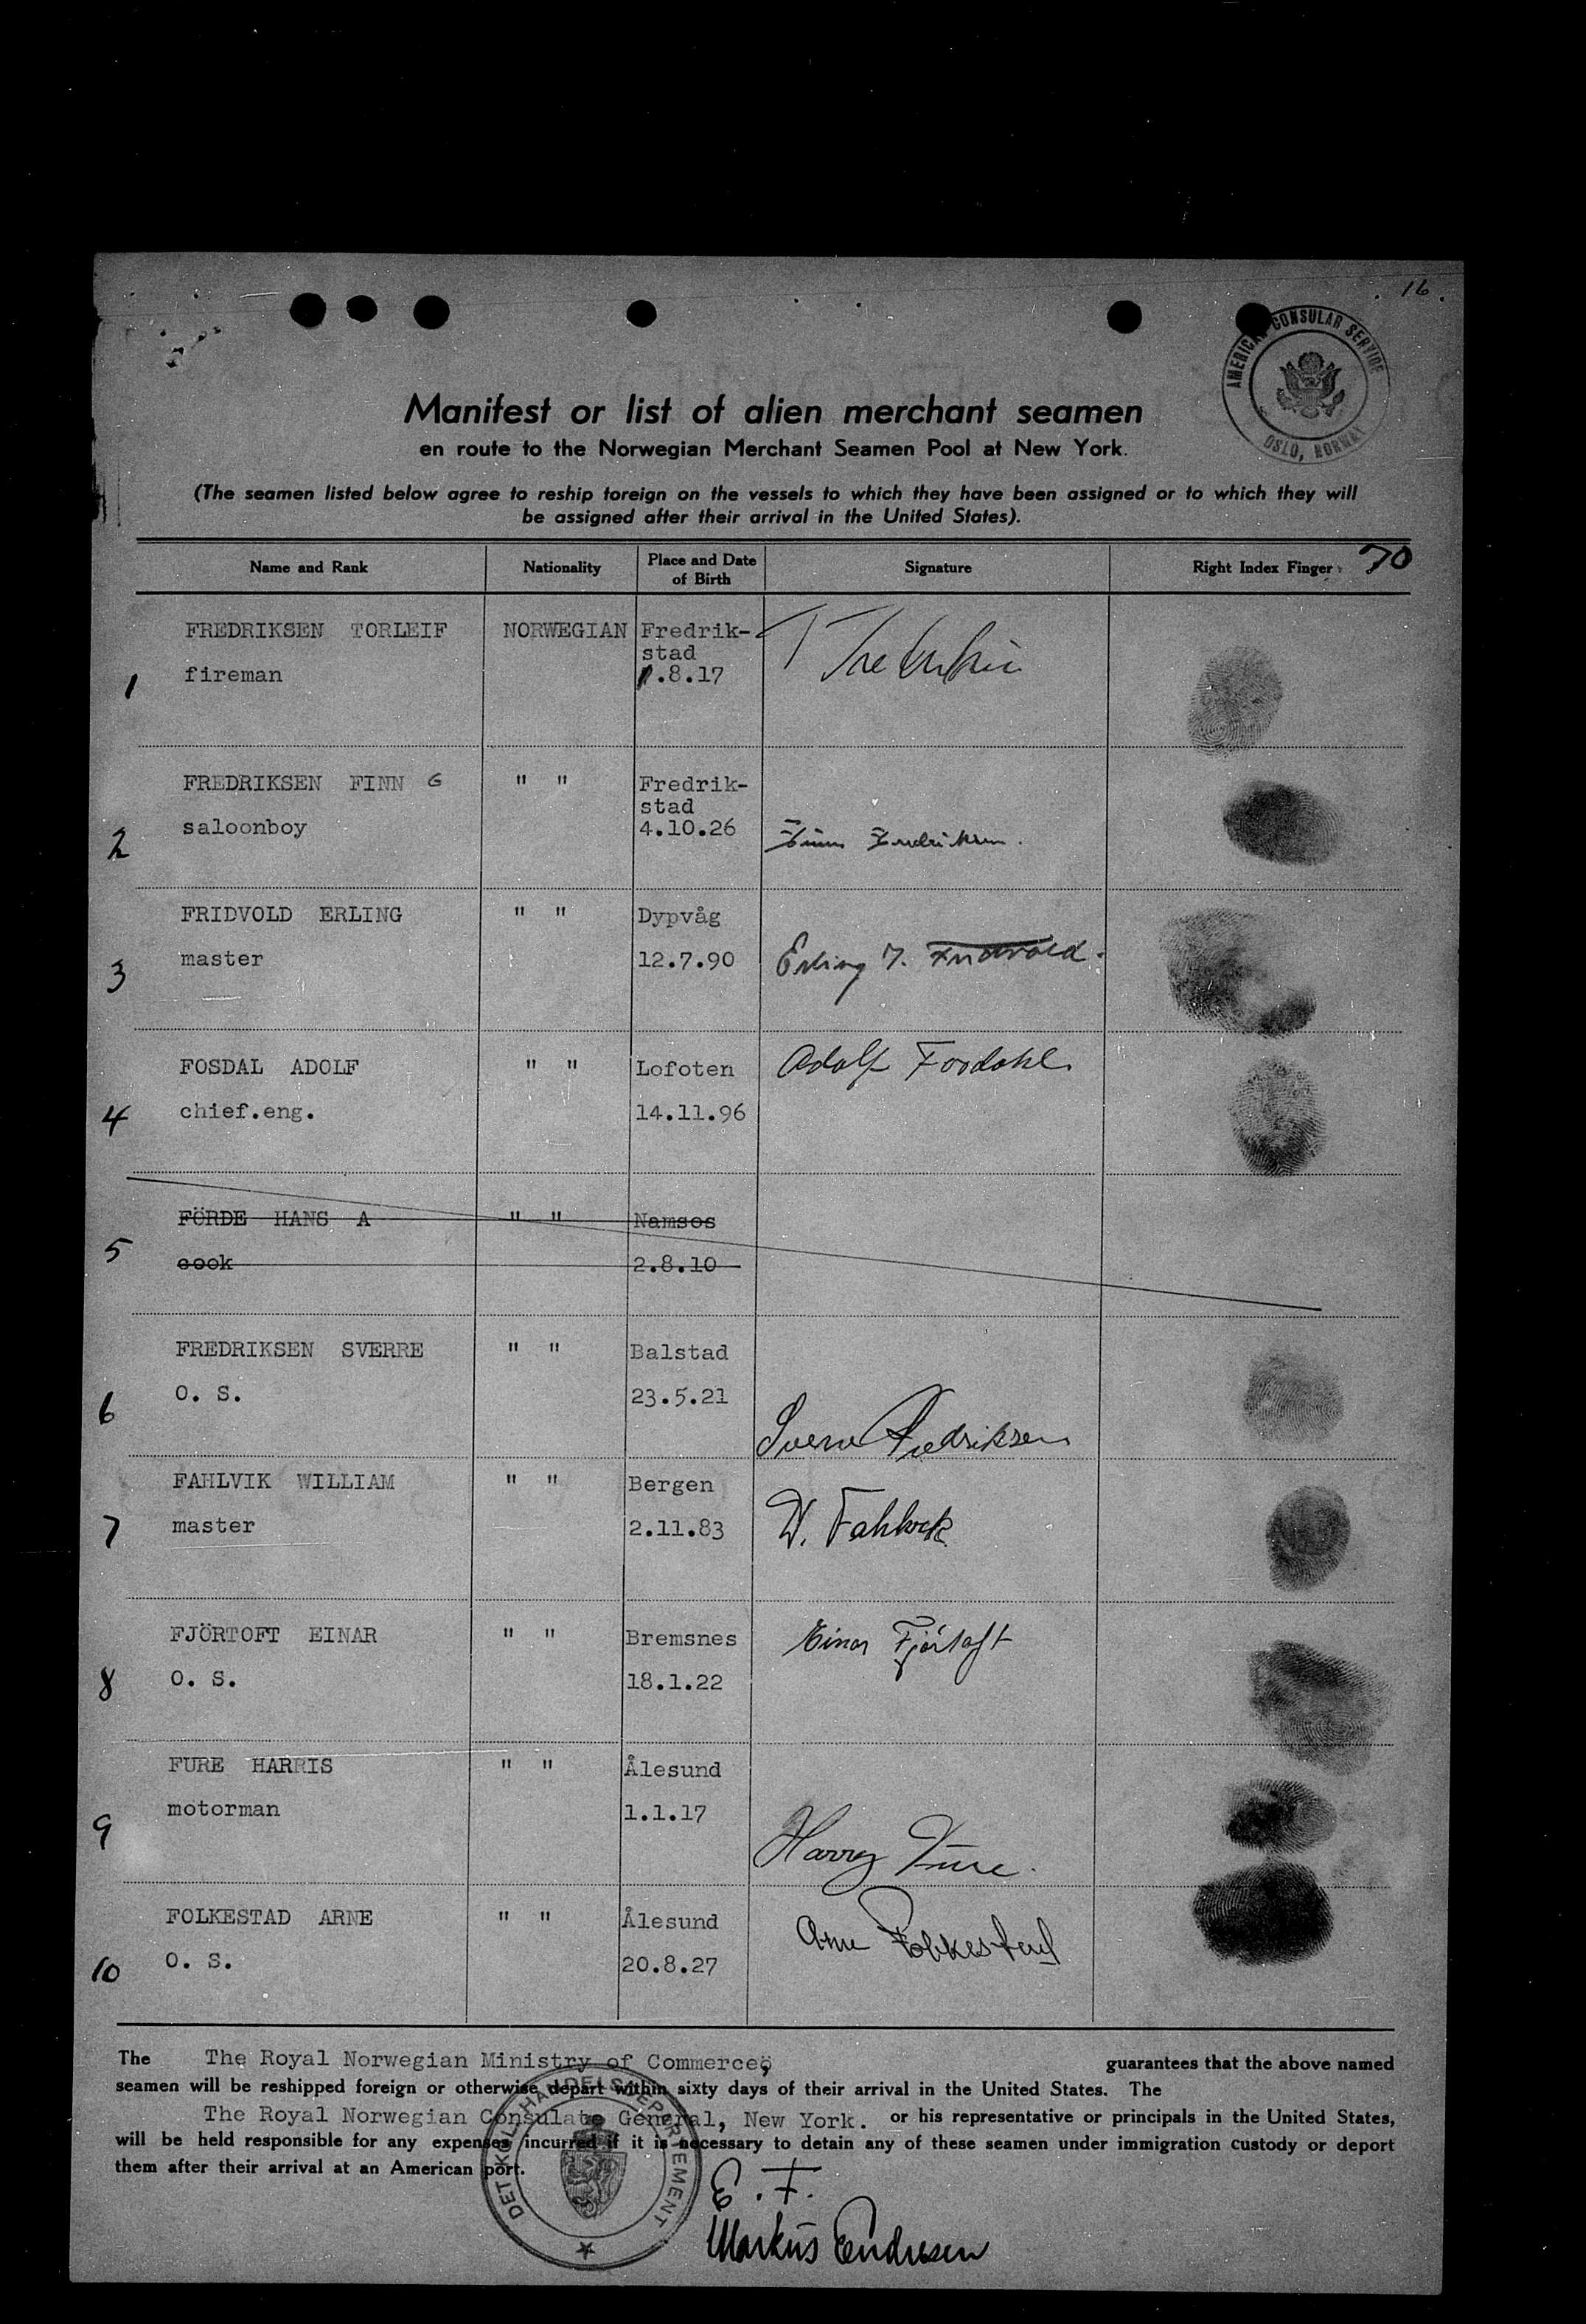 16.
AMERICAN CONSULAR SERVICE
OSLO, NORWAY
Manifest or list of alien merchant seamen
en route to the Norwegian Merchant Seamen Pool at New York.
(The seamen listed below agree to reship foreign on the vessels to which they have been assigned or to which they will
be assigned after their arrival in the United States).
Name and Rank Nationality Place and Date of Birth Signature Right Index Finger 70
FREDRIKSEN TORLEIF NORWEGIAN Fredrik-
stad
1 fireman 1.8.17
FREDRIKSEN FINN G " " Fredrik-
stad
2 saloonboy 4.10.26 Finn Fredriksen.
FRIDVOLD ERLING " " Dypvåg
3 master 12.7.90 Erling J. Fridvold.
FOSDAL ADOLF " " Lofoten Adolf Fosdahl
4 chief.eng. 14.11.96
FÖRDE HANS A " " Namsos
5 cook 2.8.10
FREDRIKSEN SVERRE " " Balstad
6 O. S. 23.5.21 Sverre Fredriksen
FAHLVIK WILLIAM " " Bergen
7 master 2.11.83 W. Fahlvik
FJÖRTOFT EINAR " " Bremsnes Einar Fjörtoft
8 O. S. 18.1.22
FURE HARRIS " " Ålesund
9 motorman 1.1.17 Harry Fure.
FOLKESTAD ARNE " " Ålesund Arne Folkestad
10 O. S. 20.8.27
The The Royal Norwegian Ministry of Commerce, guarantees that the above named
seamen will be reshipped foreign or otherwise depart within sixty days of their arrival in the United States. The
The Royal Norwegian Consulate General, New York. or his representative or principals in the United States,
will be held responsible for any expenses incurred if it is necessary to detain any of these seamen under immigration custody or deport
them after their arrival at an American port.
DET KGL. HANDELSDEPARTEMENT
E. F.
Markus Endresen